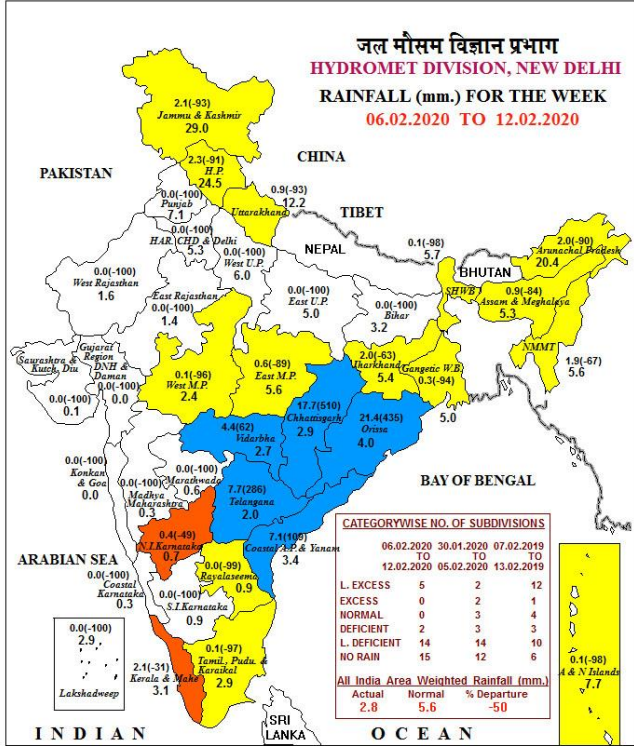 जल मौसम विज्ञान प्रभाग
HYDROMET DIVISION, NEW DELHI
RAINFALL (mm.) FOR THE WEEK
06.02.2020 TO 12.02.2020
2.1(-93)
Jammu & Kashmir
29.0
CHINA
PAKISTAN
2.3(-91)
H.P.
24.5
0.0(-100)
Punjab
7.1
0.9(-93)
12.2
Uttarakhand
TIBET
0.0(-100)
HAR. CHD & Delhi
5.3
0.0(-100)
West U.P.
6.0
NEPAL
0.1(-98)
5.7
BHUTAN
2.0(-90)
Arunachal Pradesh
20.4
0.0(-100)
West Rajasthan
1.6
East Rajasthan
0.0(-100)
1.4
0.0(-100)
East U.P.
5.0
0.0(-100)
Bihar
3.2
SHWB
0.9(-84)
Assam & Meghalaya
5.3
NMMT
1.9(-67)
5.6
Gujarat
Region
DNH &
Daman
0.0(-100)
0.0
Saurashtra &
Kutch, Diu
0.0(-100)
0.1
0.1(-96)
West M.P.
2.4
0.6(-89)
East M.P.
5.6
2.0(-63)
Jharkhand
5.4
Gangetic W.B.
0.3(-94)
5.0
17.7(510)
Chhattisgarh
2.9
21.4(435)
Orissa
4.0
4.4(62)
Vidarbha
2.7
0.0(-100)
Konkan
& Goa
0.0
0.0(-100)
Madhya
Maharashtra
0.3
0.0(-100)
Marathwada
0.6
7.7(286)
Telangana
2.0
BAY OF BENGAL
0.4(-49)
N.I.Karnataka
0.7
7.1(109)
Coastal A.P. & Yanam
3.4
ARABIAN SEA
0.0(-100)
Coastal
Karnataka
0.3
0.0(-99)
Rayalaseema
0.9
0.0(-100)
S.I.Karnataka
0.9
0.0(-100)
2.9
Lakshadweep
2.1(-31)
Kerala & Mahe
3.1
0.1(-97)
Tamil, Pudu. &
Karaikal
2.9
CATEGORYWISE NO. OF SUBDIVISIONS
06.02.2020 30.01.2020 07.02.2019
TO TO TO
12.02.2020 05.02.2020 13.02.2019
L. EXCESS 5 2 12
EXCESS 0 2 1
NORMAL 0 3 4
DEFICIENT 2 3 3
L. DEFICIENT 14 14 10
NO RAIN 15 12 6
All India Area Weighted Rainfall (mm.)
Actual Normal % Departure
2.8 5.6 -50
0.1(-98)
A & N Islands
7.7
SRI
LANKA
INDIAN OCEAN